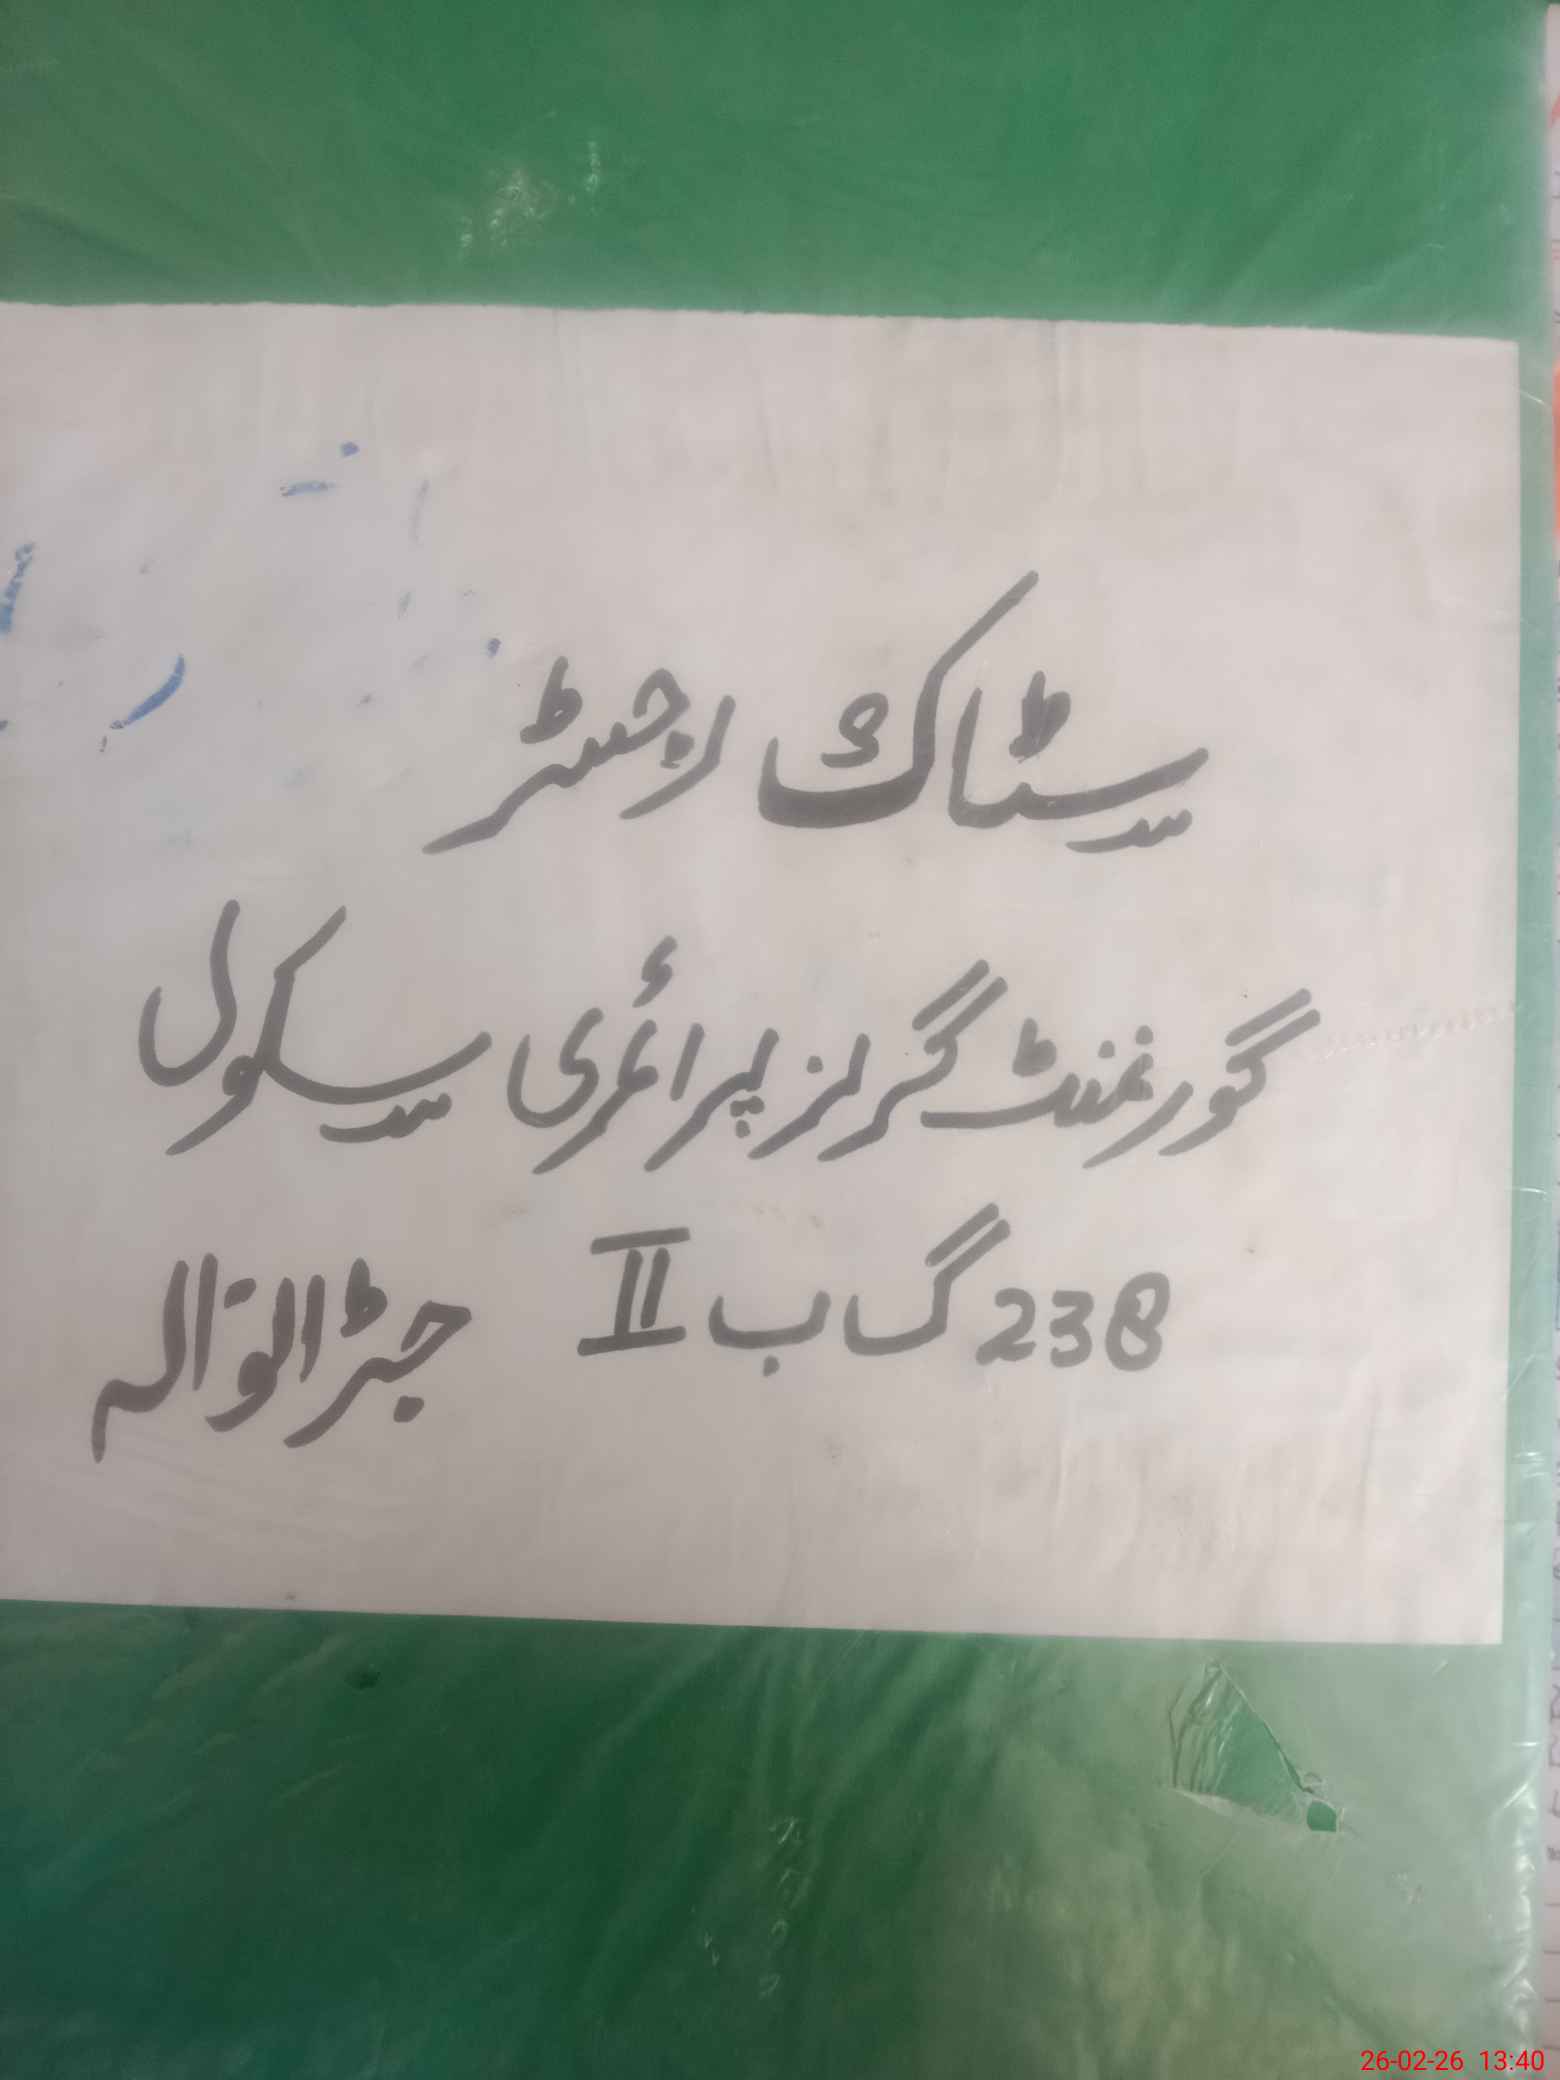 سٹاک رجسٹر
گورنمنٹ گرلز پرائمری سکول
238 گ ب II جڑانوالہ
26-02-26 13:40